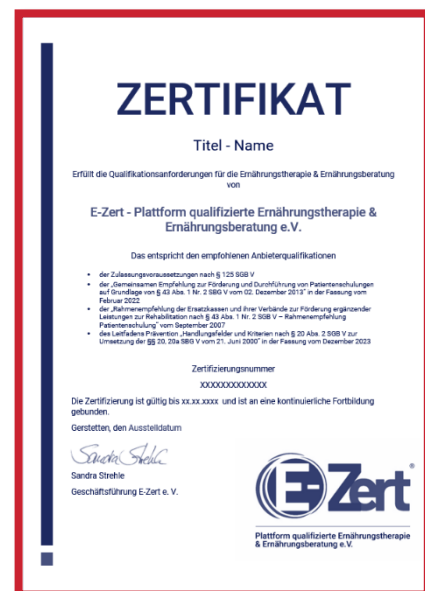 ZERTIFIKAT
Titel - Name
Erfüllt die Qualifikationsanforderungen für die Ernährungstherapie & Ernährungsberatung
von
E-Zert - Plattform qualifizierte Ernährungstherapie &
Ernährungsberatung e.V.
Das entspricht den empfohlenen Anbieterqualifikationen
• der Zulassungsvoraussetzungen nach § 125 SGB V
• der „Gemeinsamen Empfehlung zur Förderung und Durchführung von Patientenschulungen
auf Grundlage von § 43 Abs. 1 Nr. 2 SBG V vom 02. Dezember 2013" in der Fassung vom
Februar 2022
• der „Rahmenempfehlung der Ersatzkassen und ihrer Verbände zur Förderung ergänzender
Leistungen zur Rehabilitation nach § 43 Abs. 1 Nr. 2 SGB V – Rahmenempfehlung
Patientenschulung" vom September 2007
• des Leitfadens Prävention „Handlungsfelder und Kriterien nach § 20 Abs. 2 SGB V zur
Umsetzung der §§ 20, 20a SBG V vom 21. Juni 2000" in der Fassung vom Dezember 2023
Zertifizierungsnummer
XXXXXXXXXXXXX
Die Zertifizierung ist gültig bis xx.xx.xxxx und ist an eine kontinuierliche Fortbildung
gebunden.
Gerstetten, den Ausstelldatum
Sandra Strehle
Sandra Strehle
Geschäftsführung E-Zert e. V.
E-Zert®
Plattform qualifizierte Ernährungstherapie
& Ernährungsberatung e.V.